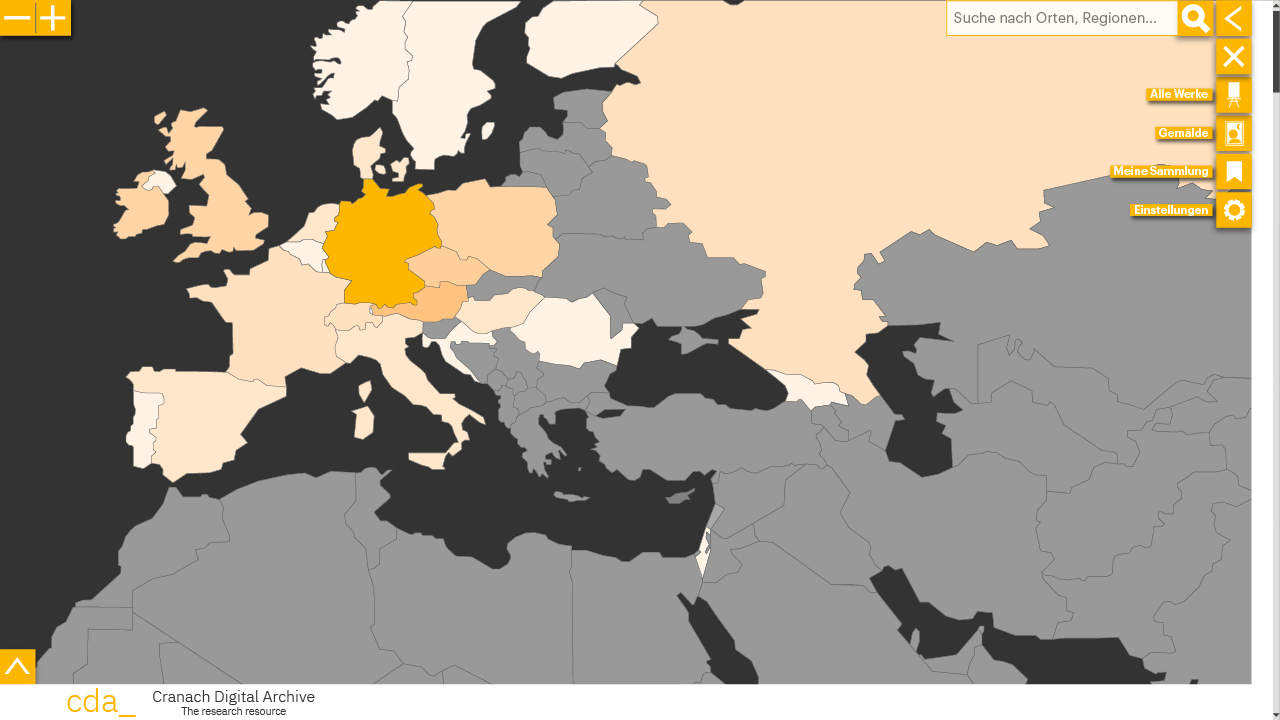 Suche nach Orten, Regionen...
Alle Werke
Gemälde
Meine Sammlung
Einstellungen
cda_
Cranach Digital Archive
The research resource